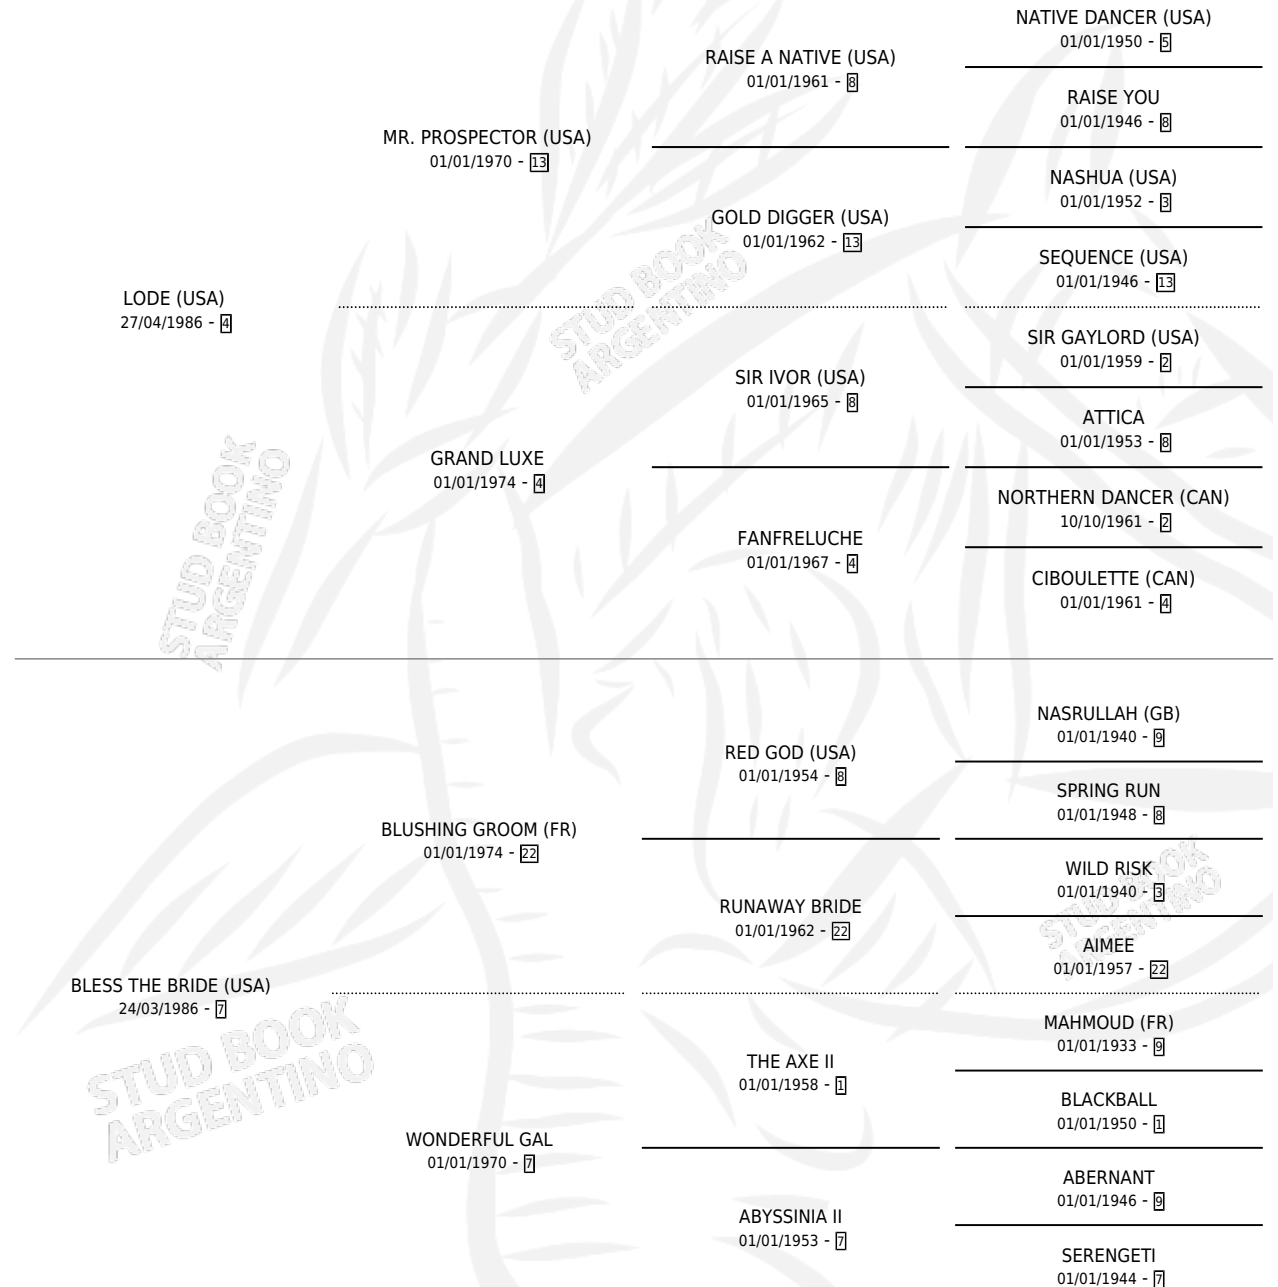 NATIVE DANCER (USA)
01/01/1950 - 5
RAISE A NATIVE (USA)
01/01/1961 - 8
RAISE YOU
01/01/1946 - 8
MR. PROSPECTOR (USA)
01/01/1970 - 13
NASHUA (USA)
01/01/1952 - 3
GOLD DIGGER (USA)
01/01/1962 - 13
SEQUENCE (USA)
01/01/1946 - 13
LODE (USA)
27/04/1986 - 4
STUD BOOK
ARGENTINO
SIR GAYLORD (USA)
01/01/1959 - 2
SIR IVOR (USA)
01/01/1965 - 8
ATTICA
01/01/1953 - 8
GRAND LUXE
01/01/1974 - 4
STUD BOOK
ARGENTINO
NORTHERN DANCER (CAN)
10/10/1961 - 2
FANFRELUCHE
01/01/1967 - 4
CIBOULETTE (CAN)
01/01/1961 - 4
NASRULLAH (GB)
01/01/1940 - 9
RED GOD (USA)
01/01/1954 - 8
SPRING RUN
01/01/1948 - 8
BLUSHING GROOM (FR)
01/01/1974 - 22
WILD RISK
01/01/1940 - 3
RUNAWAY BRIDE
01/01/1962 - 22
STUD BOOK
ARGENTINO
AIMEE
01/01/1957 - 22
BLESS THE BRIDE (USA)
24/03/1986 - 7
STUD BOOK
ARGENTINO
MAHMOUD (FR)
01/01/1933 - 9
THE AXE II
01/01/1958 - 1
BLACKBALL
01/01/1950 - 1
WONDERFUL GAL
01/01/1970 - 7
ABERNANT
01/01/1946 - 9
ABYSSINIA II
01/01/1953 - 7
SERENGETI
01/01/1944 - 7